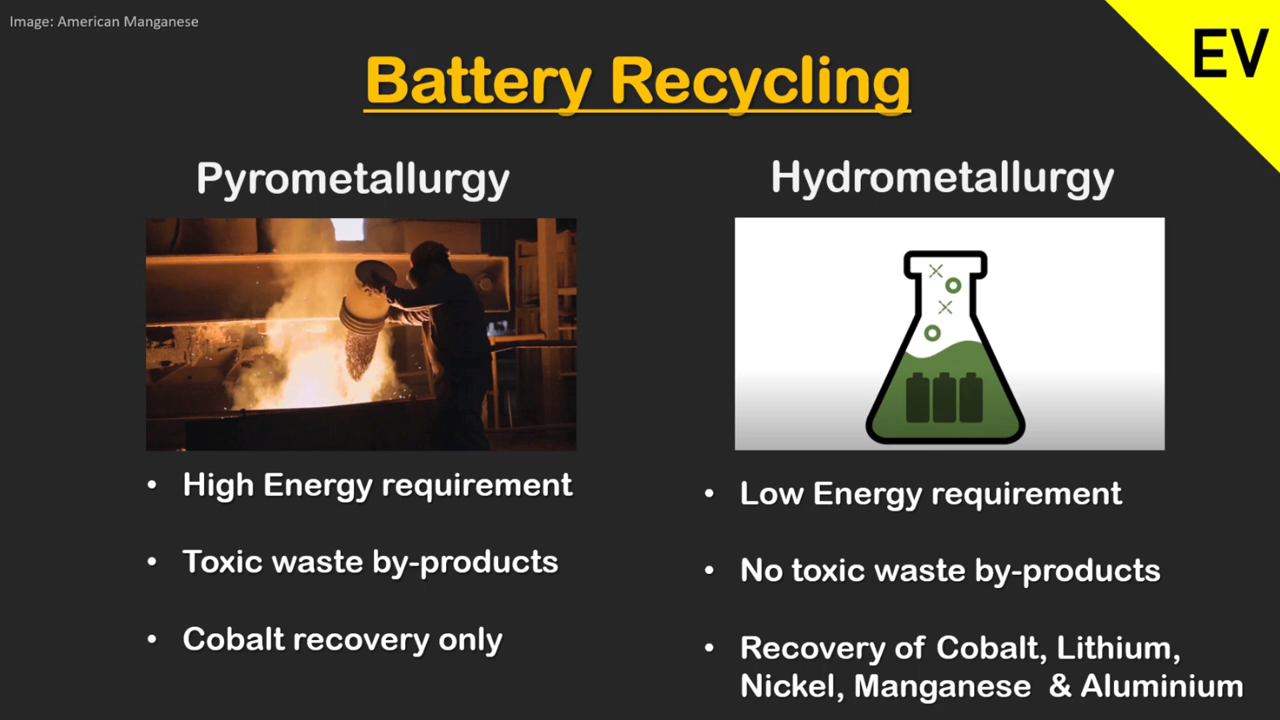 Image: American Manganese
EV
Battery Recycling
Pyrometallurgy
• High Energy requirement
• Toxic waste by-products
• Cobalt recovery only
Hydrometallurgy
• Low Energy requirement
• No toxic waste by-products
• Recovery of Cobalt, Lithium,
Nickel, Manganese & Aluminium